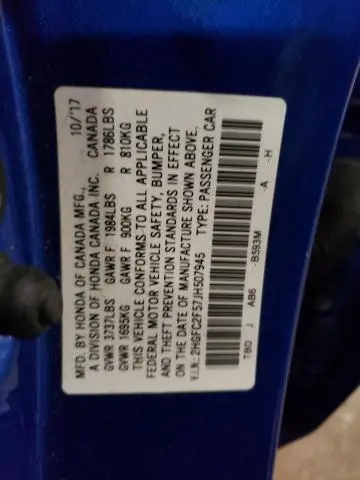 MFD. BY HONDA OF CANADA MFG., 10/'17
A DIVISION OF HONDA CANADA INC. CANADA
GVWR 3737LBS GAWR F 1984LBS R 1786LBS
GVWR 1695KG GAWR F 900KG R 810KG
THIS VEHICLE CONFORMS TO ALL APPLICABLE
FEDERAL MOTOR VEHICLE SAFETY, BUMPER,
AND THEFT PREVENTION STANDARDS IN EFFECT
ON THE DATE OF MANUFACTURE SHOWN ABOVE.
V.I.N.:2HGFC2F57JH507945 TYPE: PASSENGER CAR
TBG J AB6 -B593M -A -H